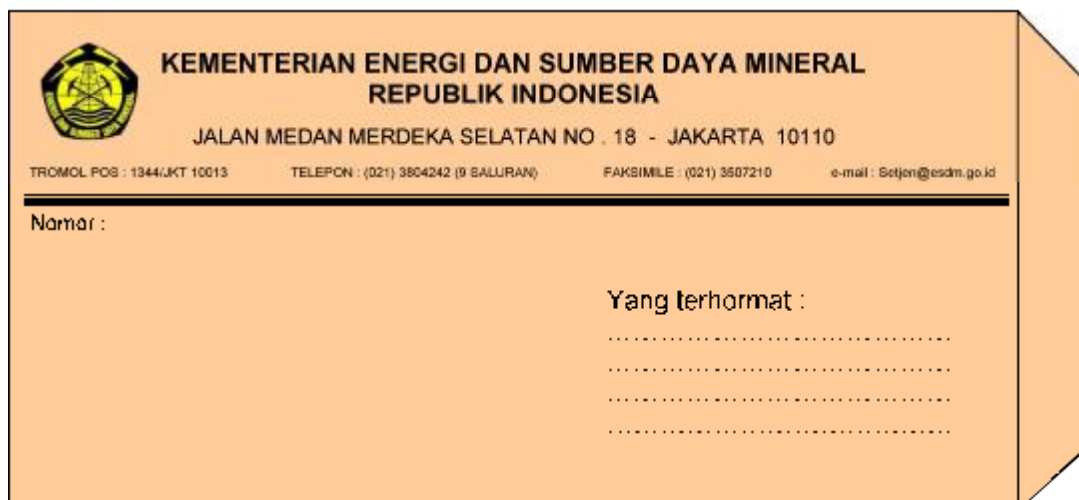 KEMENTERIAN ENERGI DAN SUMBER DAYA MINERAL
REPUBLIK INDONESIA
JALAN MEDAN MERDEKA SELATAN NO . 18 - JAKARTA 10110
TROMOL POS : 1344/JKT 10013 TELEPON : (021) 3804242 (9 SALURAN) FAKSIMILE : (021) 3507210 e-mail : Setjen@esdm.go.id
Nomor :
Yang terhormat :
.......................................
.......................................
.......................................
.......................................